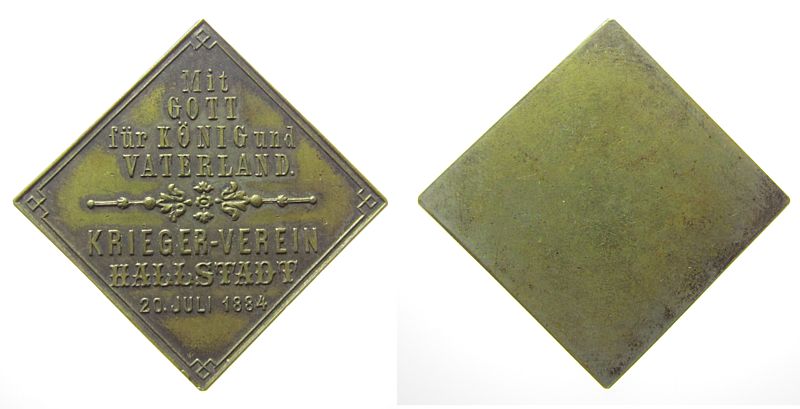 Mit
GOTT
für KÖNIG und
VATERLAND.
KRIEGER-VEREIN
HALLSTADT
20. JULI 1884